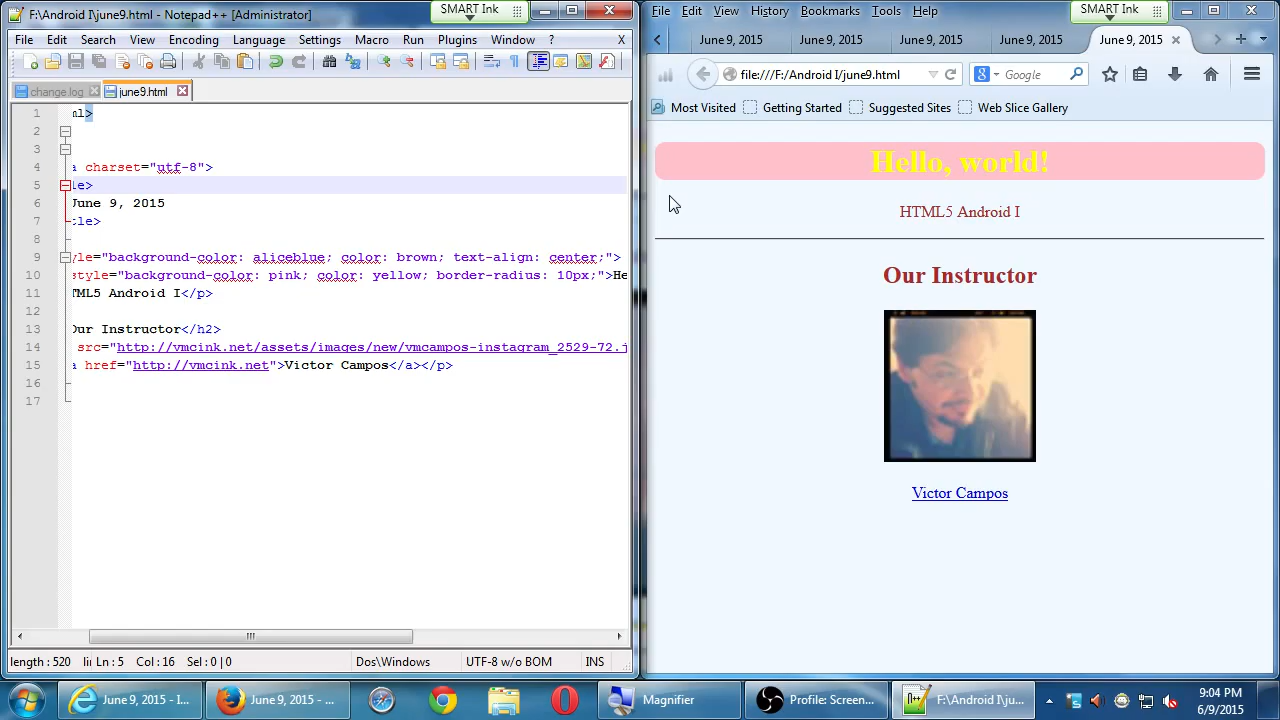 F:\Android I\june9.html - Notepad++ [Administrator]
SMART Ink
File Edit Search View Encoding Language Settings Macro Run Plugins Window ? X
change.log
june9.html
1 ml>
2
3
4 a charset="utf-8">
5 le>
6 June 9, 2015
7 tle>
8
9 yle="background-color: aliceblue; color: brown; text-align: center;">
10 style="background-color: pink; color: yellow; border-radius: 10px;">He
11 TML5 Android I</p>
12
13 Our Instructor</h2>
14 src="http://vmcink.net/assets/images/new/vmcampos-instagram_2529-72.j
15 a href="http://vmcink.net">Victor Campos</a></p>
16
17
length : 520 li Ln : 5 Col : 16 Sel : 0 | 0 Dos\Windows UTF-8 w/o BOM INS
File Edit View History Bookmarks Tools Help
SMART Ink
June 9, 2015 June 9, 2015 June 9, 2015 June 9, 2015 June 9, 2015
file:///F:/Android I/june9.html
Google
Most Visited Getting Started Suggested Sites Web Slice Gallery
Hello, world!
HTML5 Android I
Our Instructor
Victor Campos
June 9, 2015 - I...
June 9, 2015 - ...
Magnifier
Profile: Screen...
F:\Android I\ju...
9:04 PM
6/9/2015